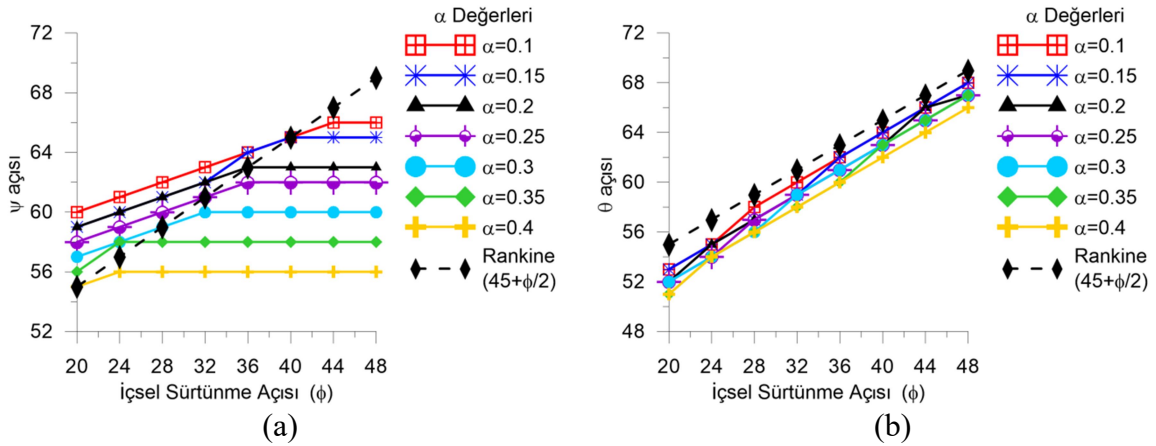 α Değerleri
α=0.1
α=0.15
α=0.2
α=0.25
α=0.3
α=0.35
α=0.4
Rankine
(45+ϕ/2)
ψ açısı
72
68
64
60
56
52
20 24 28 32 36 40 44 48
İçsel Sürtünme Açısı (ϕ)
(a)
α Değerleri
α=0.1
α=0.15
α=0.2
α=0.25
α=0.3
α=0.35
α=0.4
Rankine
(45+ϕ/2)
θ açısı
72
68
64
60
56
52
48
20 24 28 32 36 40 44 48
İçsel Sürtünme Açısı (ϕ)
(b)